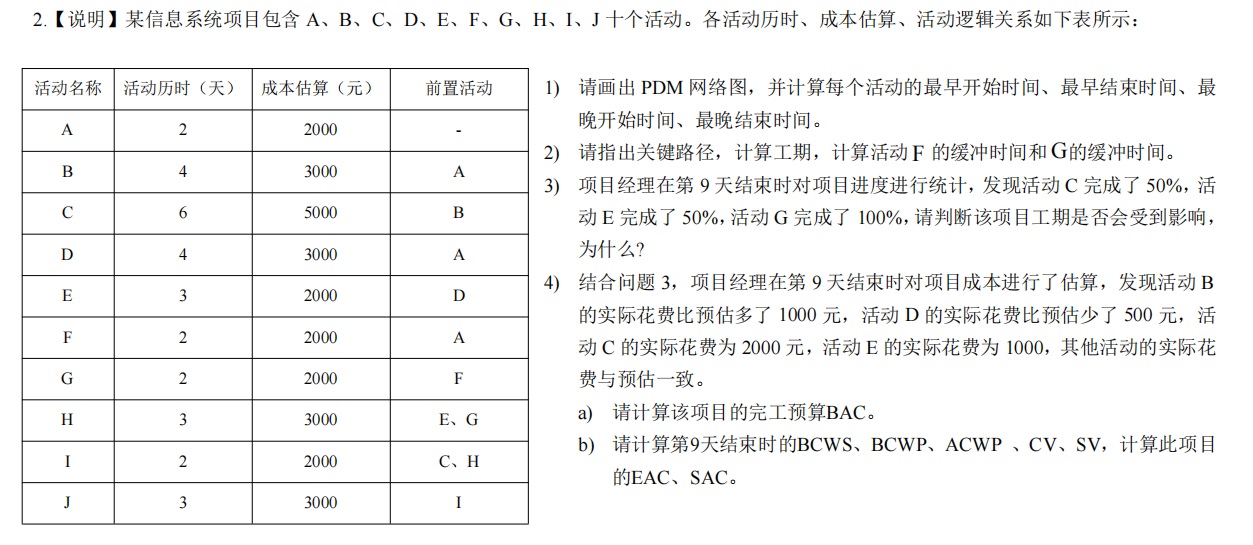 2.【说明】某信息系统项目包含 A、B、C、D、E、F、G、H、I、J 十个活动。各活动历时、成本估算、活动逻辑关系如下表所示：
活动名称 活动历时（天） 成本估算（元） 前置活动
A 2 2000 -
B 4 3000 A
C 6 5000 B
D 4 3000 A
E 3 2000 D
F 2 2000 A
G 2 2000 F
H 3 3000 E、G
I 2 2000 C、H
J 3 3000 I
1) 请画出 PDM 网络图，并计算每个活动的最早开始时间、最早结束时间、最
晚开始时间、最晚结束时间。
2) 请指出关键路径，计算工期，计算活动 F 的缓冲时间和G的缓冲时间。
3) 项目经理在第 9 天结束时对项目进度进行统计，发现活动 C 完成了 50%，活
动 E 完成了 50%，活动 G 完成了 100%，请判断该项目工期是否会受到影响，
为什么?
4) 结合问题 3，项目经理在第 9 天结束时对项目成本进行了估算，发现活动 B
的实际花费比预估多了 1000 元，活动 D 的实际花费比预估少了 500 元，活
动 C 的实际花费为 2000 元，活动 E 的实际花费为 1000，其他活动的实际花
费与预估一致。
a) 请计算该项目的完工预算BAC。
b) 请计算第9天结束时的BCWS、BCWP、ACWP 、CV、SV，计算此项目
的EAC、SAC。